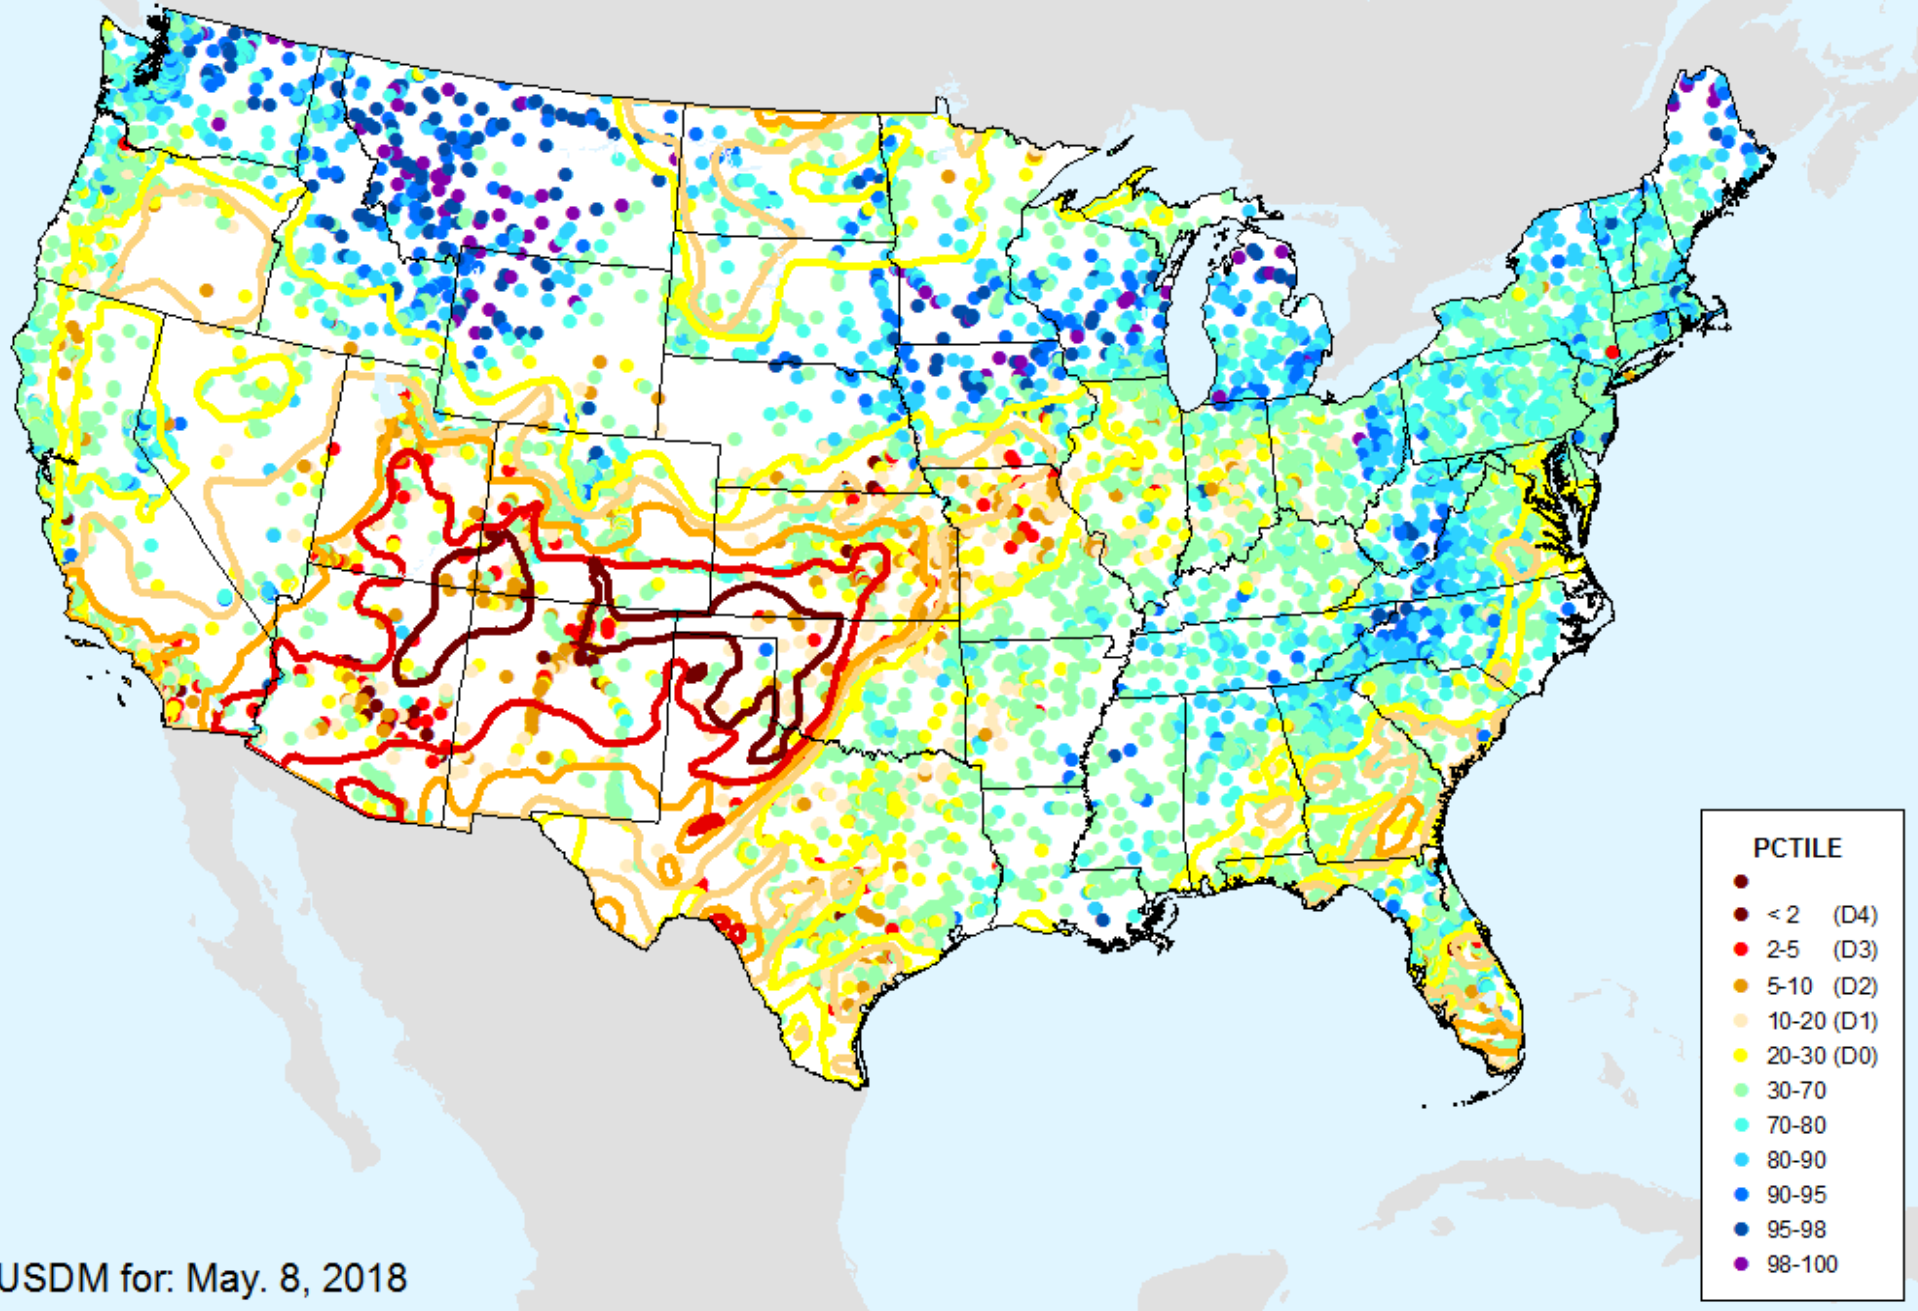 PCTILE
< 2 (D4)
2-5 (D3)
5-10 (D2)
10-20 (D1)
20-30 (D0)
30-70
70-80
80-90
90-95
95-98
98-100
USDM for: May. 8, 2018